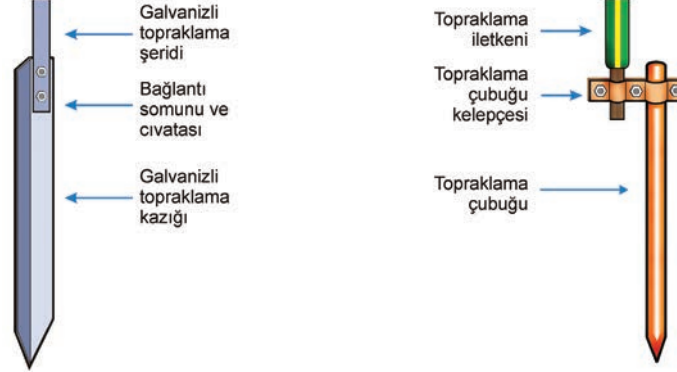 Galvanizli
topraklama
şeridi
Bağlantı
somunu ve
cıvatası
Galvanizli
topraklama
kazığı
Topraklama
iletkeni
Topraklama
çubuğu
kelepçesi
Topraklama
çubuğu